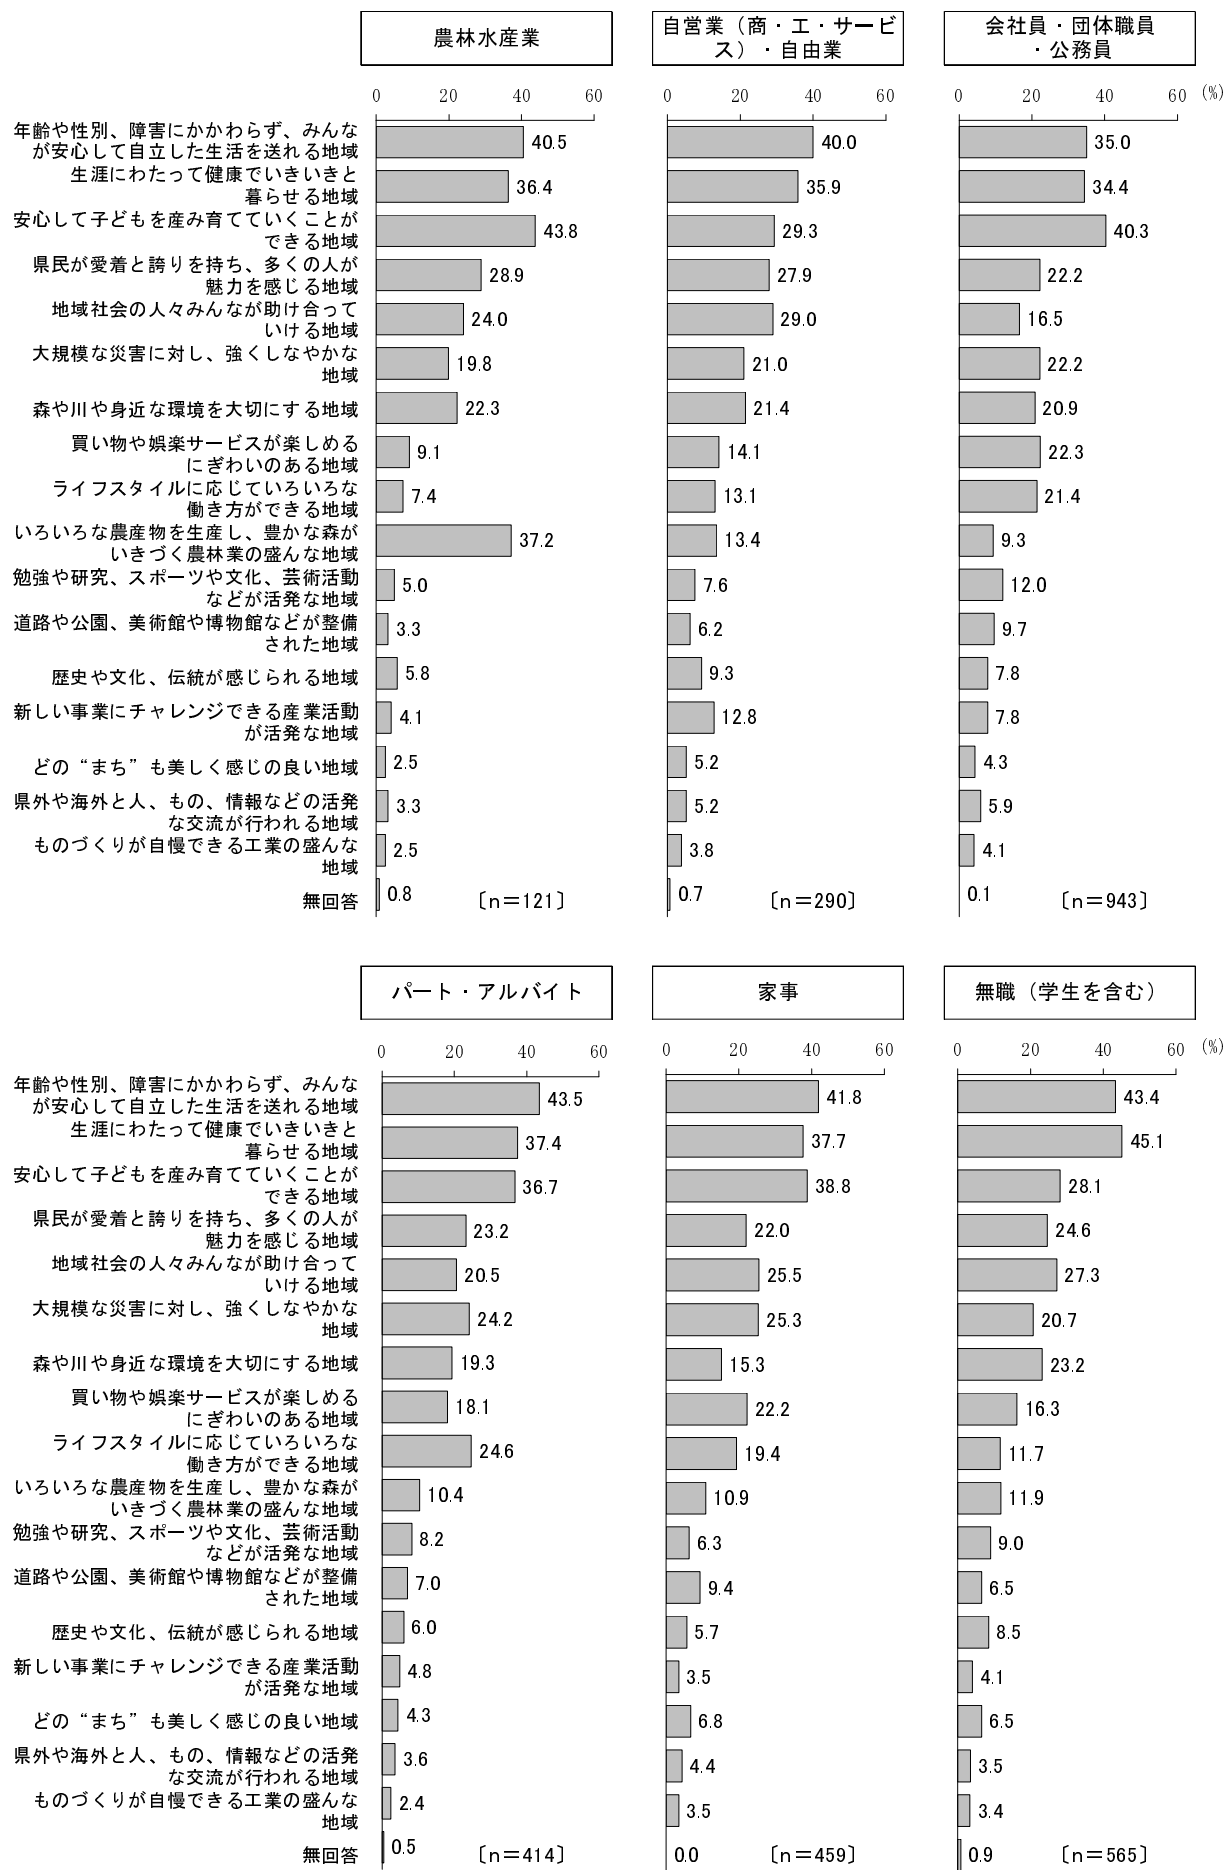 農林水産業
自営業（商・工・サービ
ス）・自由業
会社員・団体職員
・公務員
0 20 40 60
0 20 40 60
0 20 40 60 (%)
年齢や性別、障害にかかわらず、みんな
が安心して自立した生活を送れる地域
40.5 40.0 35.0
生涯にわたって健康でいきいきと
暮らせる地域
36.4 35.9 34.4
安心して子どもを産み育てていくことが
できる地域
43.8 29.3 40.3
県民が愛着と誇りを持ち、多くの人が
魅力を感じる地域
28.9 27.9 22.2
地域社会の人々みんなが助け合って
いける地域
24.0 29.0 16.5
大規模な災害に対し、強くしなやかな
地域
19.8 21.0 22.2
森や川や身近な環境を大切にする地域
22.3 21.4 20.9
買い物や娯楽サービスが楽しめる
にぎわいのある地域
9.1 14.1 22.3
ライフスタイルに応じていろいろな
働き方ができる地域
7.4 13.1 21.4
いろいろな農産物を生産し、豊かな森が
いきづく農林業の盛んな地域
37.2 13.4 9.3
勉強や研究、スポーツや文化、芸術活動
などが活発な地域
5.0 7.6 12.0
道路や公園、美術館や博物館などが整備
された地域
3.3 6.2 9.7
歴史や文化、伝統が感じられる地域
5.8 9.3 7.8
新しい事業にチャレンジできる産業活動
が活発な地域
4.1 12.8 7.8
どの“まち”も美しく感じの良い地域
2.5 5.2 4.3
県外や海外と人、もの、情報などの活発
な交流が行われる地域
3.3 5.2 5.9
ものづくりが自慢できる工業の盛んな
地域
2.5 3.8 4.1
無回答
0.8 〔n＝121〕 0.7 〔n＝290〕 0.1 〔n＝943〕
パート・アルバイト
家事
無職（学生を含む）
0 20 40 60
0 20 40 60
0 20 40 60 (%)
年齢や性別、障害にかかわらず、みんな
が安心して自立した生活を送れる地域
43.5 41.8 43.4
生涯にわたって健康でいきいきと
暮らせる地域
37.4 37.7 45.1
安心して子どもを産み育てていくことが
できる地域
36.7 38.8 28.1
県民が愛着と誇りを持ち、多くの人が
魅力を感じる地域
23.2 22.0 24.6
地域社会の人々みんなが助け合って
いける地域
20.5 25.5 27.3
大規模な災害に対し、強くしなやかな
地域
24.2 25.3 20.7
森や川や身近な環境を大切にする地域
19.3 15.3 23.2
買い物や娯楽サービスが楽しめる
にぎわいのある地域
18.1 22.2 16.3
ライフスタイルに応じていろいろな
働き方ができる地域
24.6 19.4 11.7
いろいろな農産物を生産し、豊かな森が
いきづく農林業の盛んな地域
10.4 10.9 11.9
勉強や研究、スポーツや文化、芸術活動
などが活発な地域
8.2 6.3 9.0
道路や公園、美術館や博物館などが整備
された地域
7.0 9.4 6.5
歴史や文化、伝統が感じられる地域
6.0 5.7 8.5
新しい事業にチャレンジできる産業活動
が活発な地域
4.8 3.5 4.1
どの“まち”も美しく感じの良い地域
4.3 6.8 6.5
県外や海外と人、もの、情報などの活発
な交流が行われる地域
3.6 4.4 3.5
ものづくりが自慢できる工業の盛んな
地域
2.4 3.5 3.4
無回答
0.5 〔n＝414〕 0.0 〔n＝459〕 0.9 〔n＝565〕